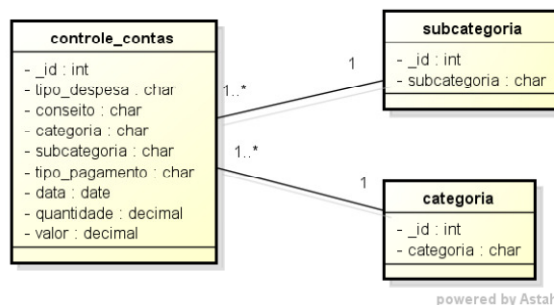 controle_contas
- _id : int
- tipo_despesa : char
- conseito : char
- categoria : char
- subcategoria : char
- tipo_pagamento : char
- data : date
- quantidade : decimal
- valor : decimal
1..*
1
1..*
1
subcategoria
- _id : int
- subcategoria : char
categoria
- _id : int
- categoria : char
powered by Astah